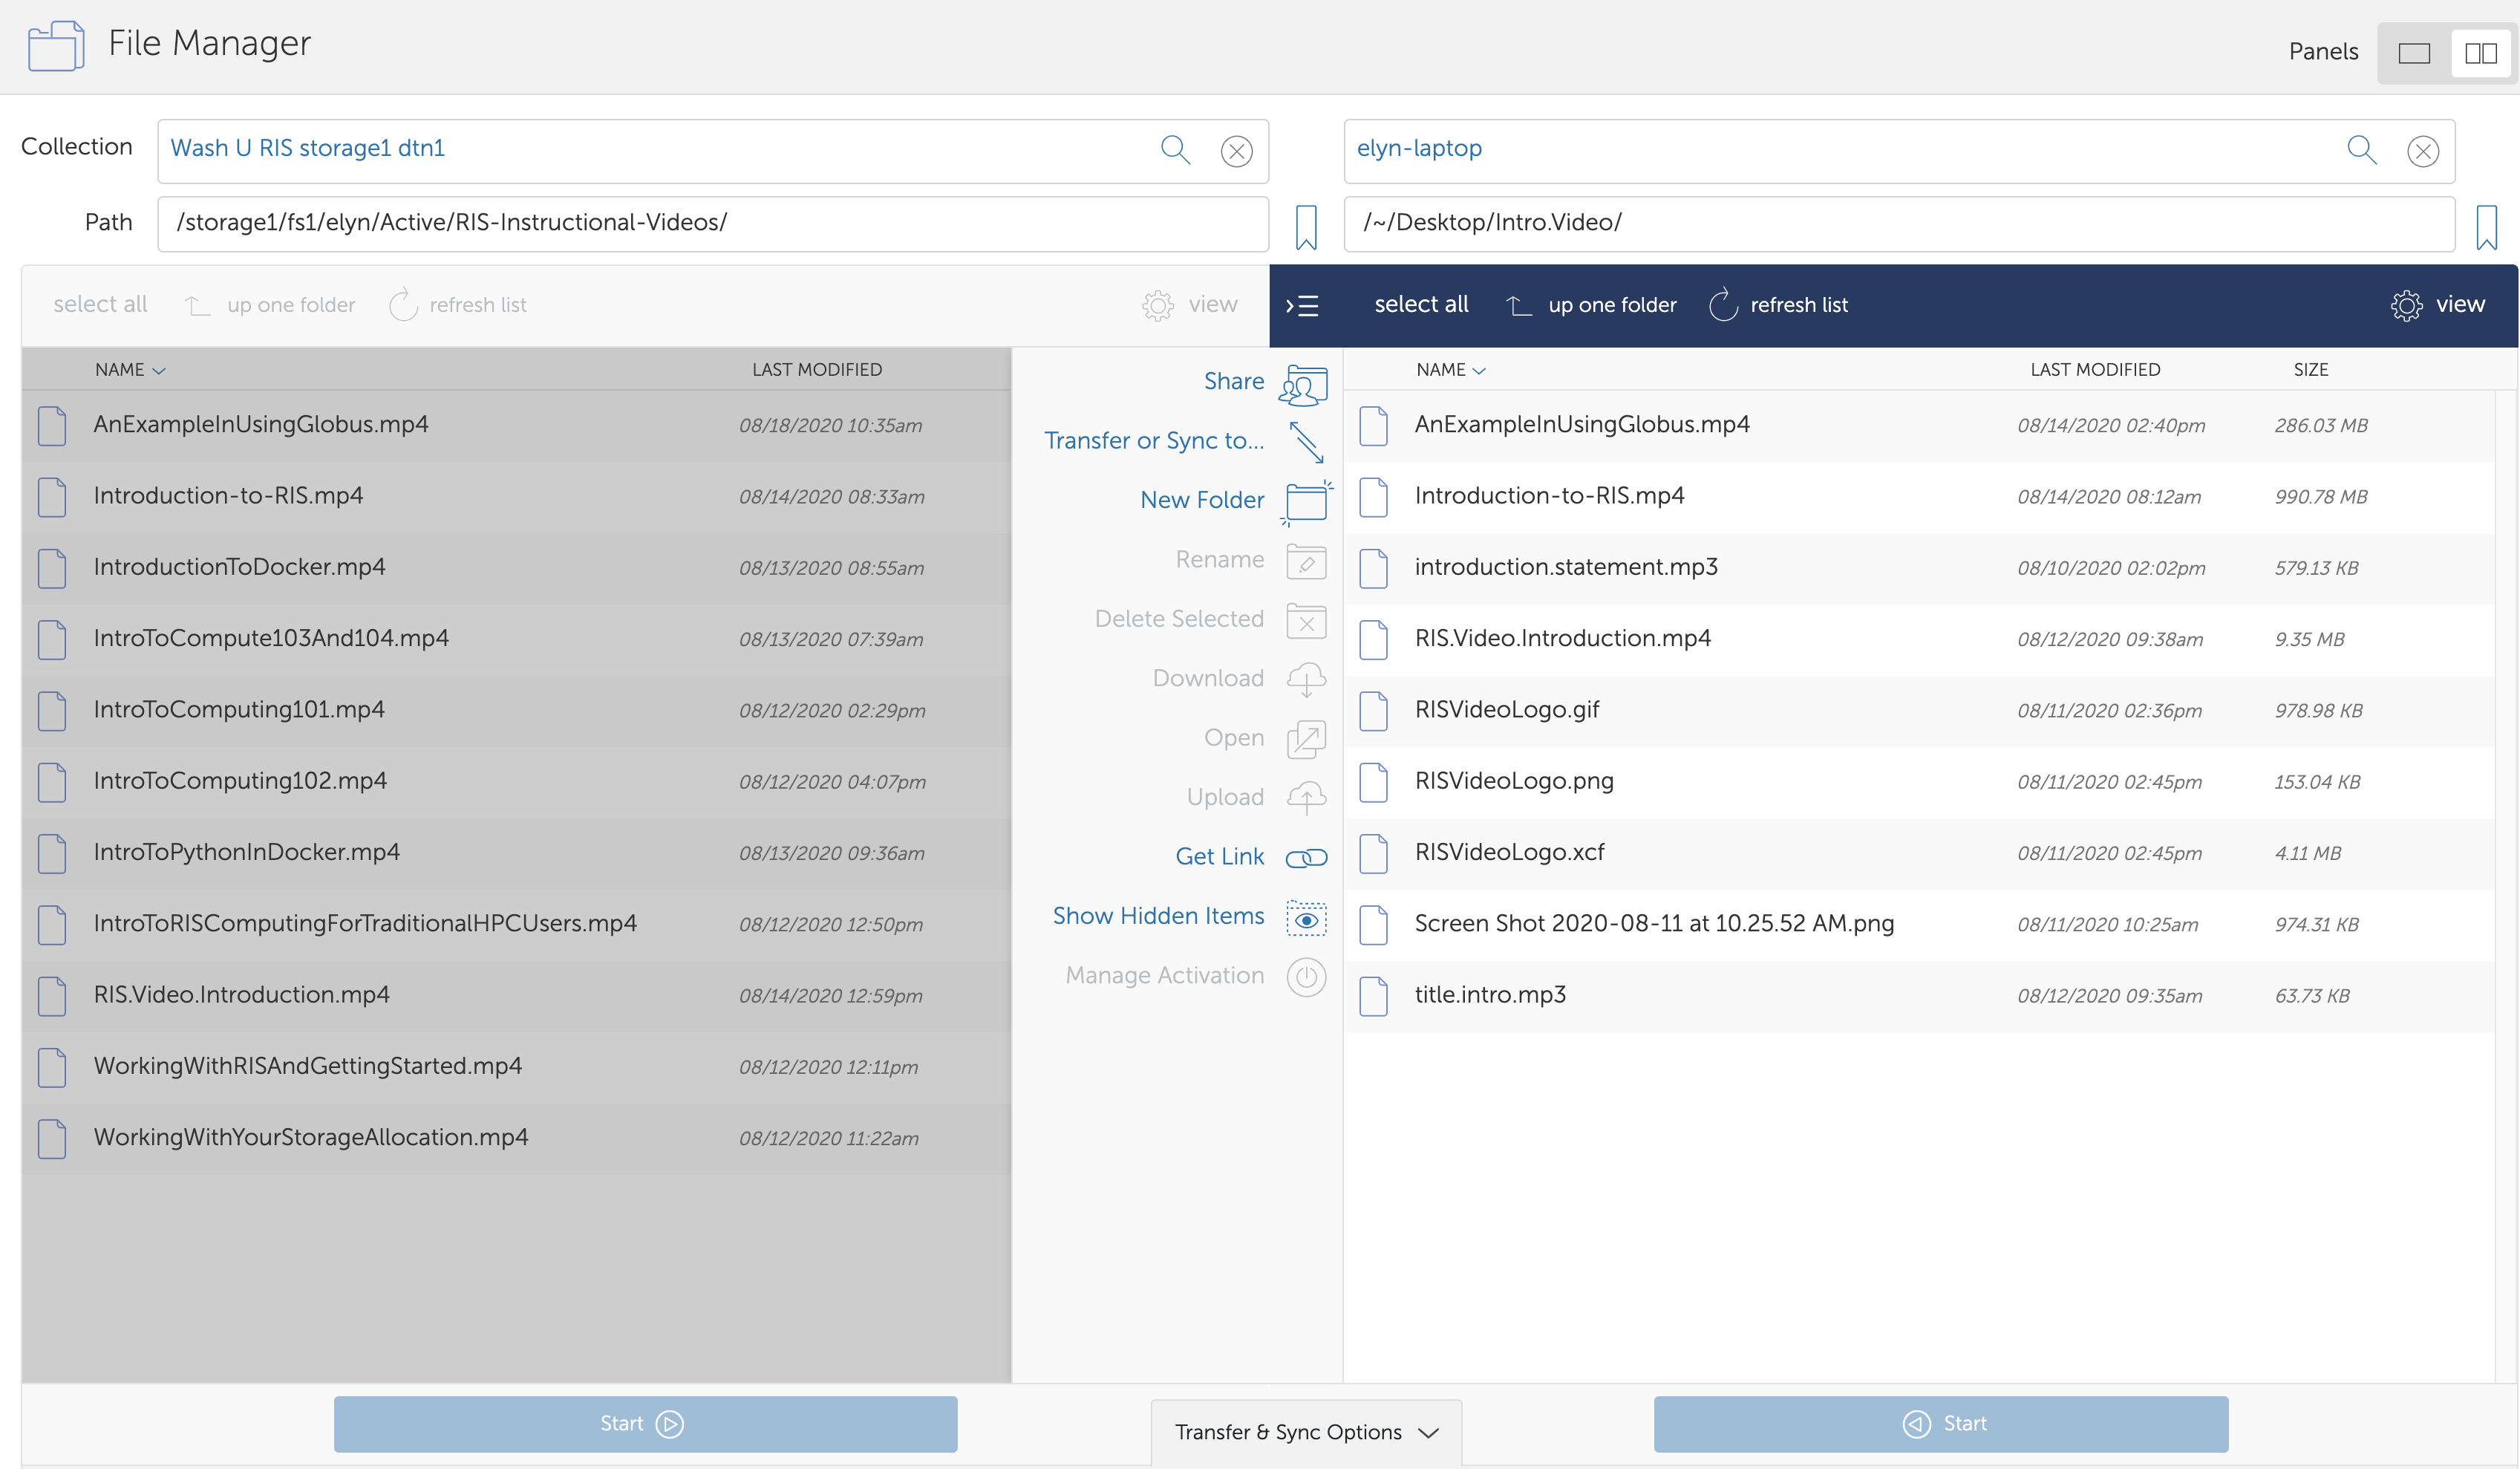 File Manager
Panels
Collection
Wash U RIS storage1 dtn1
elyn-laptop
Path
/storage1/fs1/elyn/Active/RIS-Instructional-Videos/
/~/Desktop/Intro.Video/
select all up one folder refresh list view
select all up one folder refresh list view
NAME LAST MODIFIED
AnExampleInUsingGlobus.mp4 08/18/2020 10:35am
Introduction-to-RIS.mp4 08/14/2020 08:33am
IntroductionToDocker.mp4 08/13/2020 08:55am
IntroToCompute103And104.mp4 08/13/2020 07:39am
IntroToComputing101.mp4 08/12/2020 02:29pm
IntroToComputing102.mp4 08/12/2020 04:07pm
IntroToPythonInDocker.mp4 08/13/2020 09:36am
IntroToRISComputingForTraditionalHPCUsers.mp4 08/12/2020 12:50pm
RIS.Video.Introduction.mp4 08/14/2020 12:59pm
WorkingWithRISAndGettingStarted.mp4 08/12/2020 12:11pm
WorkingWithYourStorageAllocation.mp4 08/12/2020 11:22am
Share
Transfer or Sync to...
New Folder
Rename
Delete Selected
Download
Open
Upload
Get Link
Show Hidden Items
Manage Activation
NAME LAST MODIFIED SIZE
AnExampleInUsingGlobus.mp4 08/14/2020 02:40pm 286.03 MB
Introduction-to-RIS.mp4 08/14/2020 08:12am 990.78 MB
introduction.statement.mp3 08/10/2020 02:02pm 579.13 KB
RIS.Video.Introduction.mp4 08/12/2020 09:38am 9.35 MB
RISVideoLogo.gif 08/11/2020 02:36pm 978.98 KB
RISVideoLogo.png 08/11/2020 02:45pm 153.04 KB
RISVideoLogo.xcf 08/11/2020 02:45pm 4.11 MB
Screen Shot 2020-08-11 at 10.25.52 AM.png 08/11/2020 10:25am 974.31 KB
title.intro.mp3 08/12/2020 09:35am 63.73 KB
Start
Transfer & Sync Options
Start